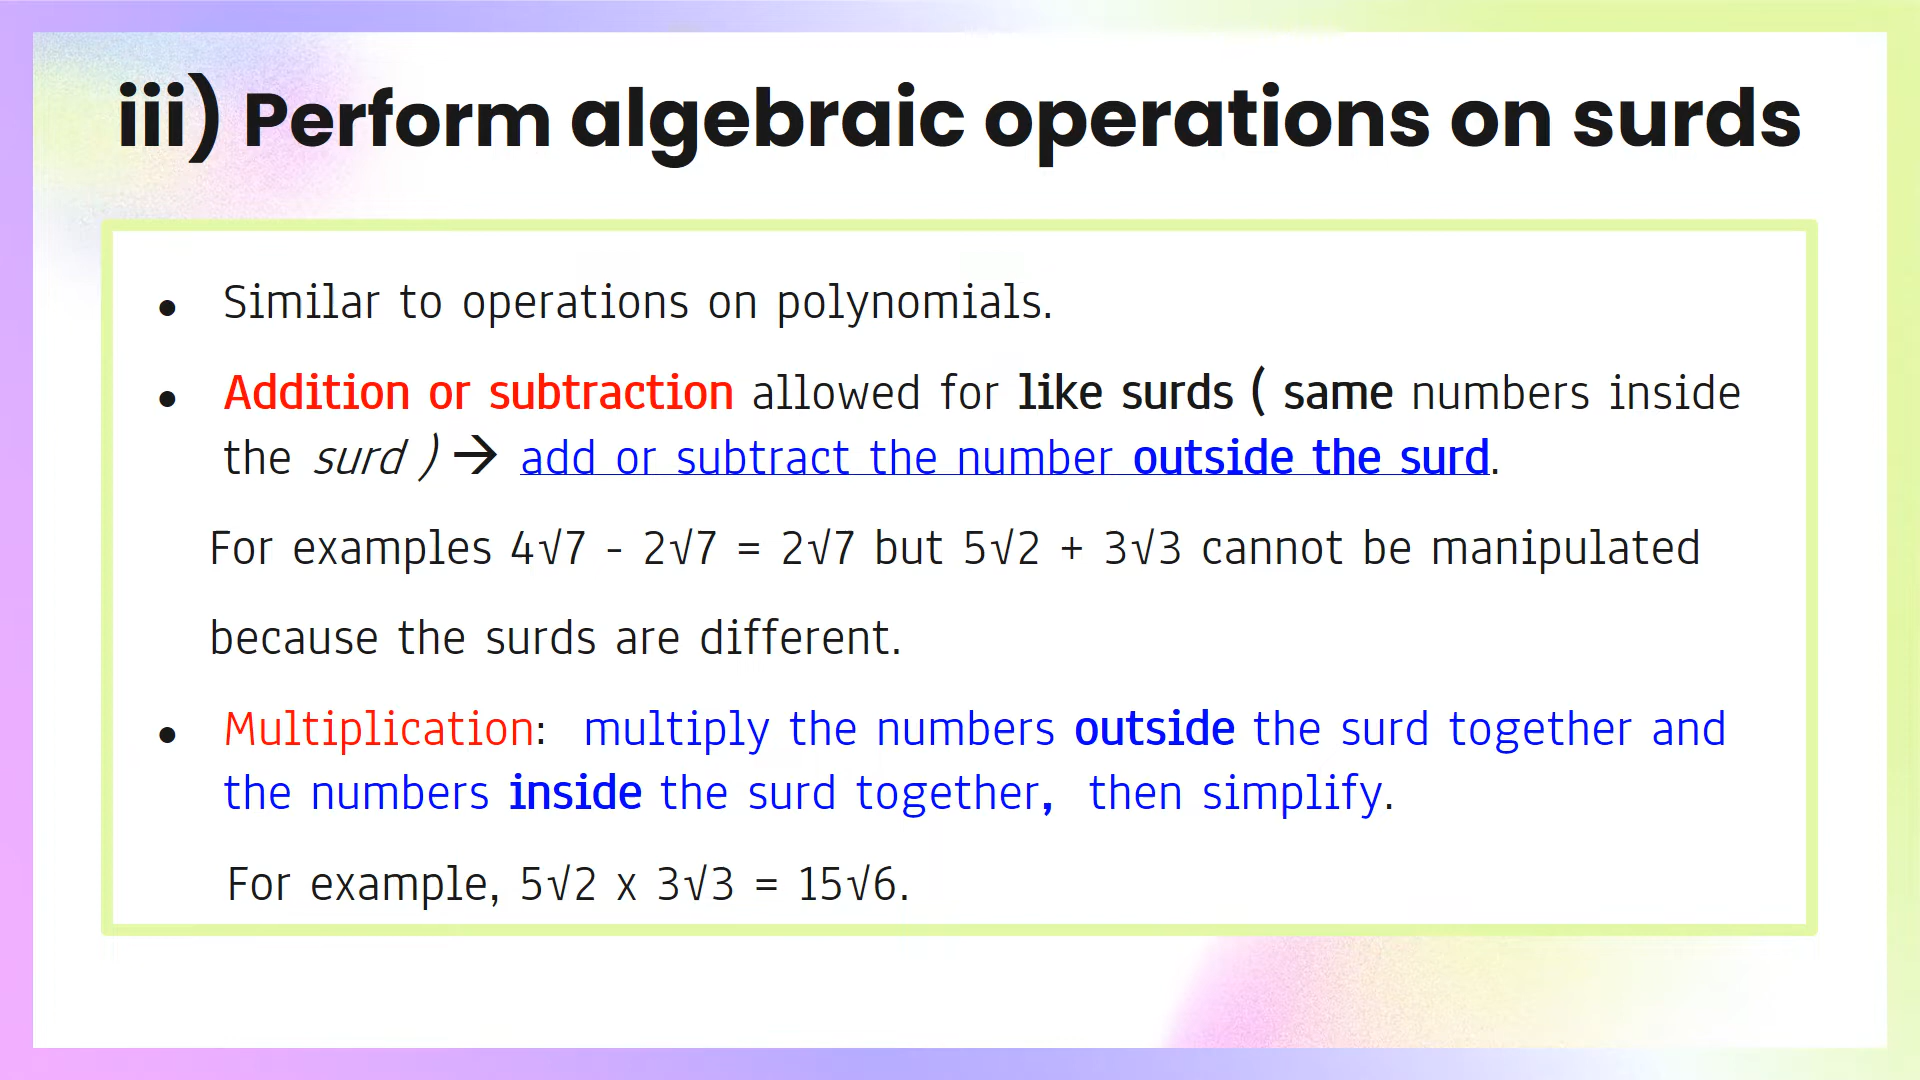 iii) Perform algebraic operations on surds
● Similar to operations on polynomials.
● Addition or subtraction allowed for like surds ( same numbers inside
the surd ) → add or subtract the number outside the surd.
For examples 4√7 - 2√7 = 2√7 but 5√2 + 3√3 cannot be manipulated
because the surds are different.
● Multiplication: multiply the numbers outside the surd together and
the numbers inside the surd together, then simplify.
For example, 5√2 x 3√3 = 15√6.